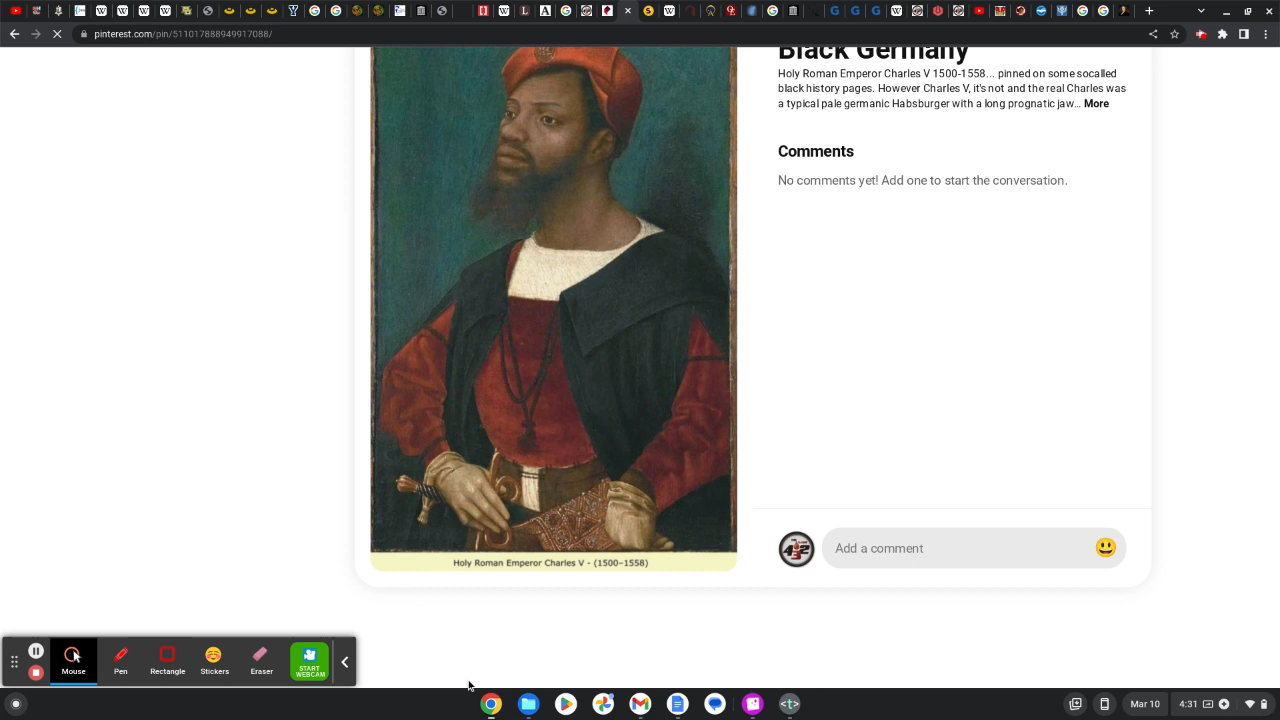 pinterest.com/pin/511017888949917088/
Black Germany
Holy Roman Emperor Charles V 1500-1558... pinned on some socalled
black history pages. However Charles V, it's not and the real Charles was
a typical pale germanic Habsburger with a long prognatic jaw... More
Comments
No comments yet! Add one to start the conversation.
Add a comment
Holy Roman Emperor Charles V - (1500–1558)
Mouse
Pen
Rectangle
Stickers
Eraser
START
WEBCAM
Mar 10
4:31